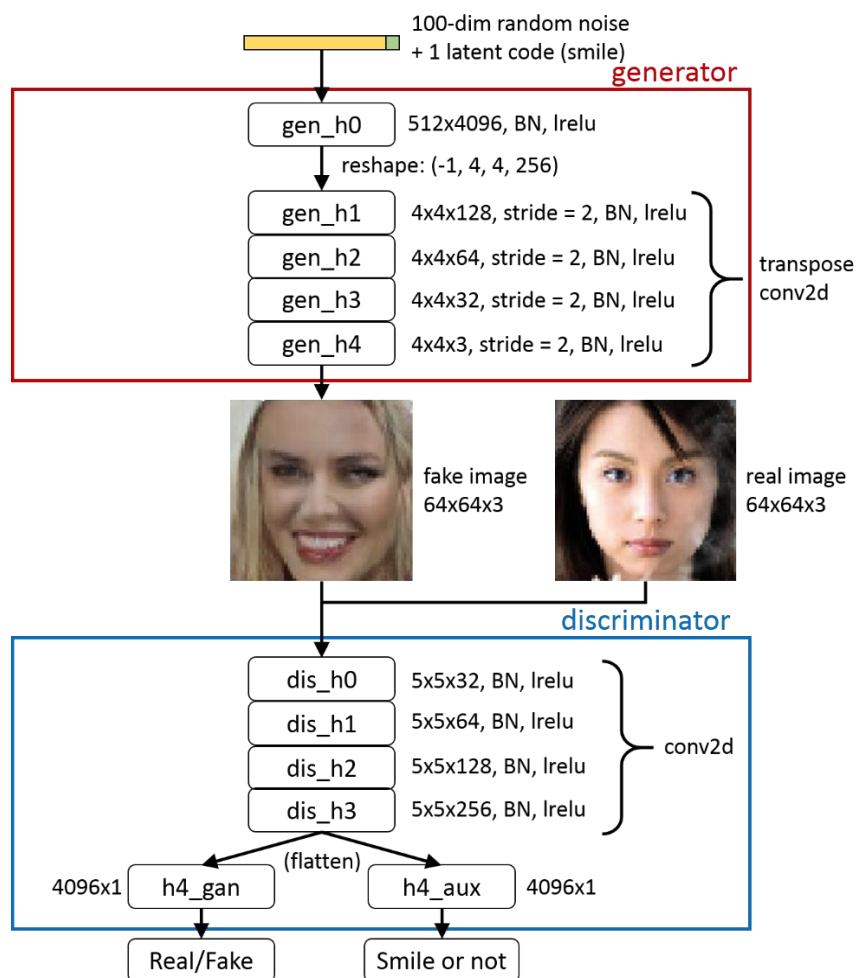 100-dim random noise
+ 1 latent code (smile)
generator
gen_h0
512x4096, BN, lrelu
reshape: (-1, 4, 4, 256)
gen_h1
4x4x128, stride = 2, BN, lrelu
gen_h2
4x4x64, stride = 2, BN, lrelu
gen_h3
4x4x32, stride = 2, BN, lrelu
gen_h4
4x4x3, stride = 2, BN, lrelu
transpose
conv2d
fake image
64x64x3
real image
64x64x3
discriminator
dis_h0
5x5x32, BN, lrelu
dis_h1
5x5x64, BN, lrelu
dis_h2
5x5x128, BN, lrelu
dis_h3
5x5x256, BN, lrelu
conv2d
(flatten)
4096x1
h4_gan
h4_aux
4096x1
Real/Fake
Smile or not